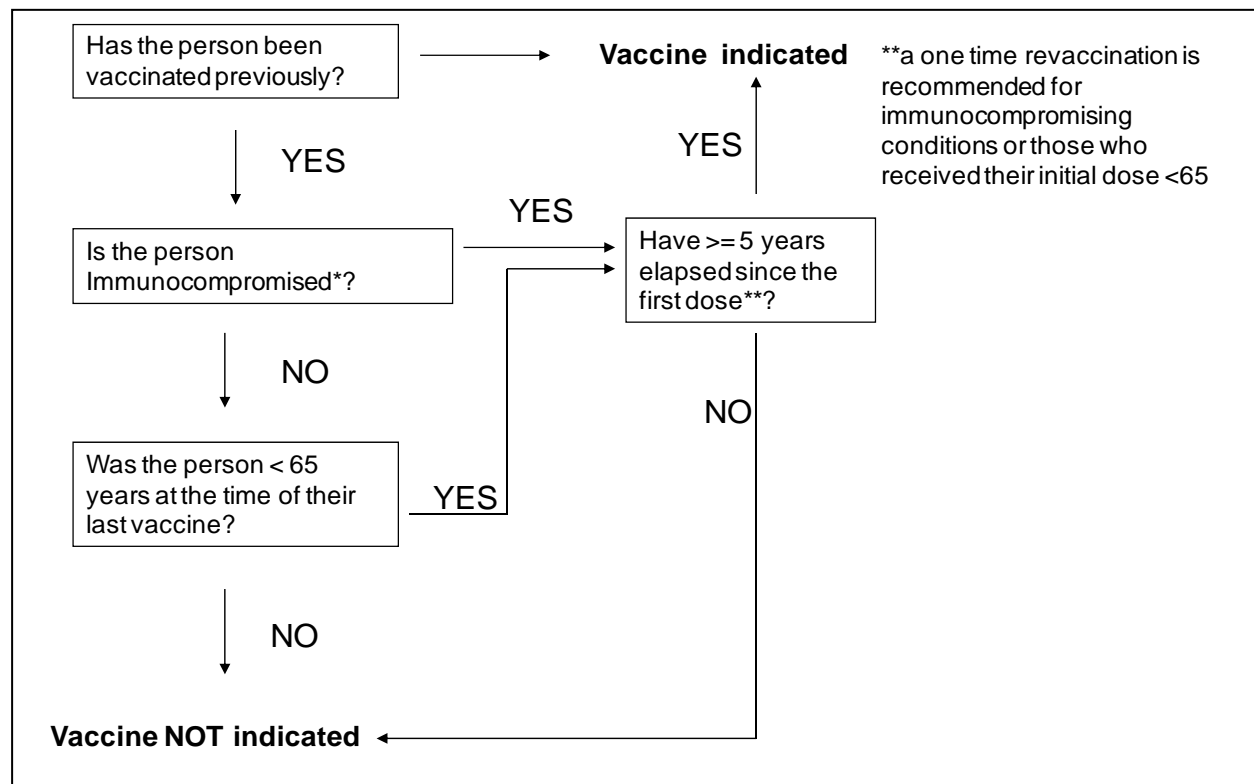 Has the person been
vaccinated previously?
Vaccine indicated
**a one time revaccination is
recommended for
immunocompromising
conditions or those who
received their initial dose <65
YES
YES
YES
Is the person
Immunocompromised*?
Have >= 5 years
elapsed since the
first dose**?
NO
NO
Was the person < 65
years at the time of their
last vaccine?
YES
NO
Vaccine NOT indicated